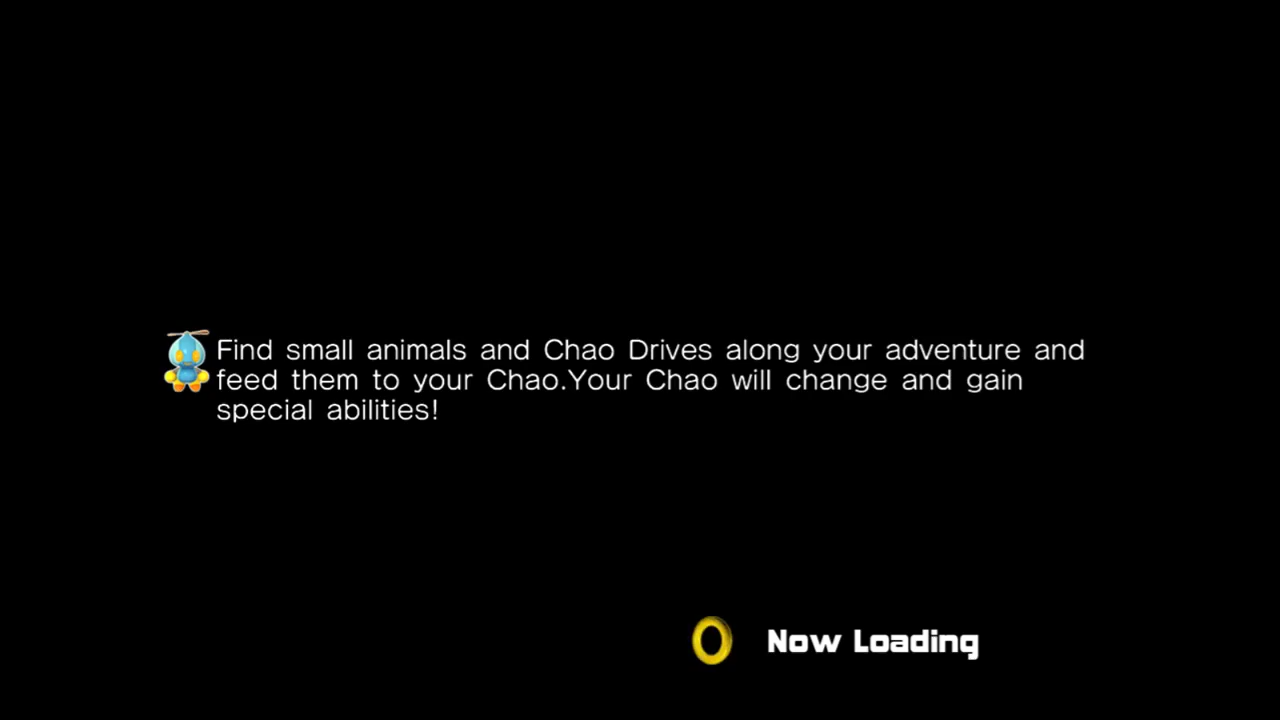 Find small animals and Chao Drives along your adventure and
feed them to your Chao.Your Chao will change and gain
special abilities!
Now Loading